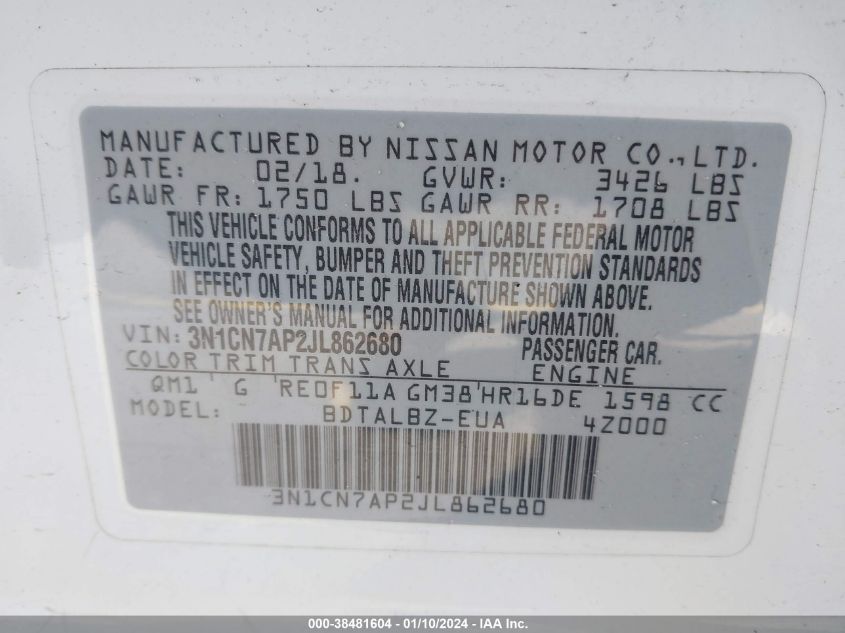 MANUFACTURED BY NISSAN MOTOR CO.,LTD.
DATE: 02/18. GVWR: 3426 LBS
GAWR FR: 1750 LBS GAWR RR: 1708 LBS
THIS VEHICLE CONFORMS TO ALL APPLICABLE FEDERAL MOTOR
VEHICLE SAFETY, BUMPER AND THEFT PREVENTION STANDARDS
IN EFFECT ON THE DATE OF MANUFACTURE SHOWN ABOVE.
SEE OWNER'S MANUAL FOR ADDITIONAL INFORMATION.
VIN: 3N1CN7AP2JL862680 PASSENGER CAR.
COLOR TRIM TRANS AXLE ENGINE
QM1 G RE0F11A GM38 HR16DE 1598 CC
MODEL: BDTALBZ-EUA 4Z000
3N1CN7AP2JL862680
000-38481604 - 01/10/2024 - IAA Inc.